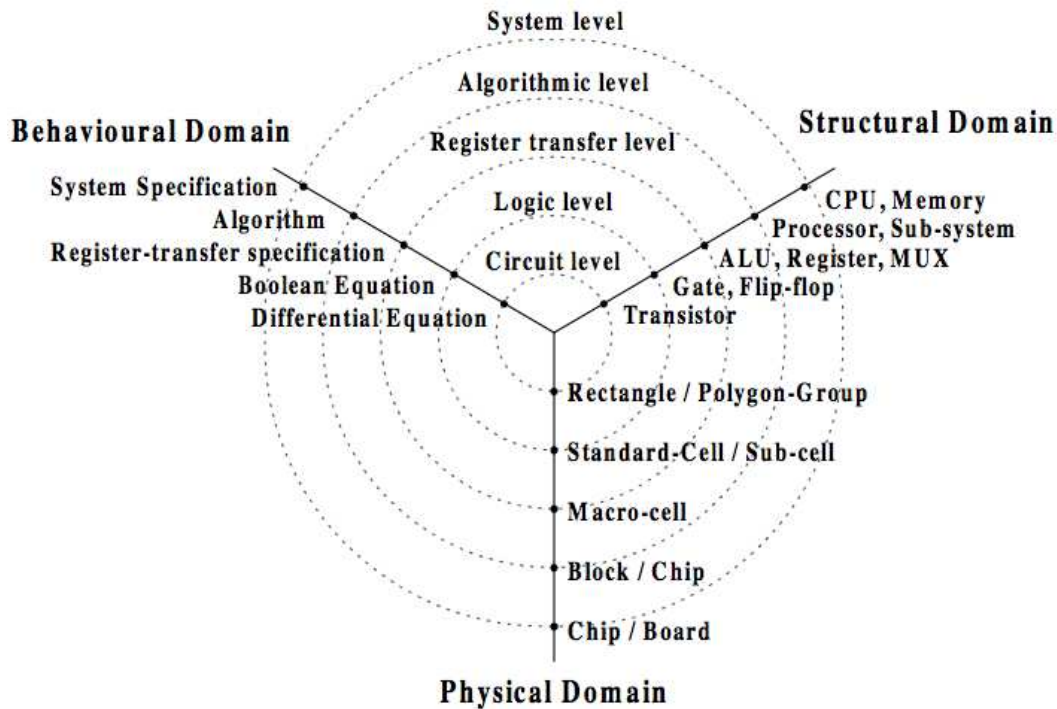 System level
Algorithmic level
Behavioural Domain
Structural Domain
Register transfer level
System Specification
CPU, Memory
Logic level
Algorithm
Processor, Sub-system
Register-transfer specification
ALU, Register, MUX
Circuit level
Boolean Equation
Gate, Flip-flop
Differential Equation
Transistor
Rectangle / Polygon-Group
Standard-Cell / Sub-cell
Macro-cell
Block / Chip
Chip / Board
Physical Domain